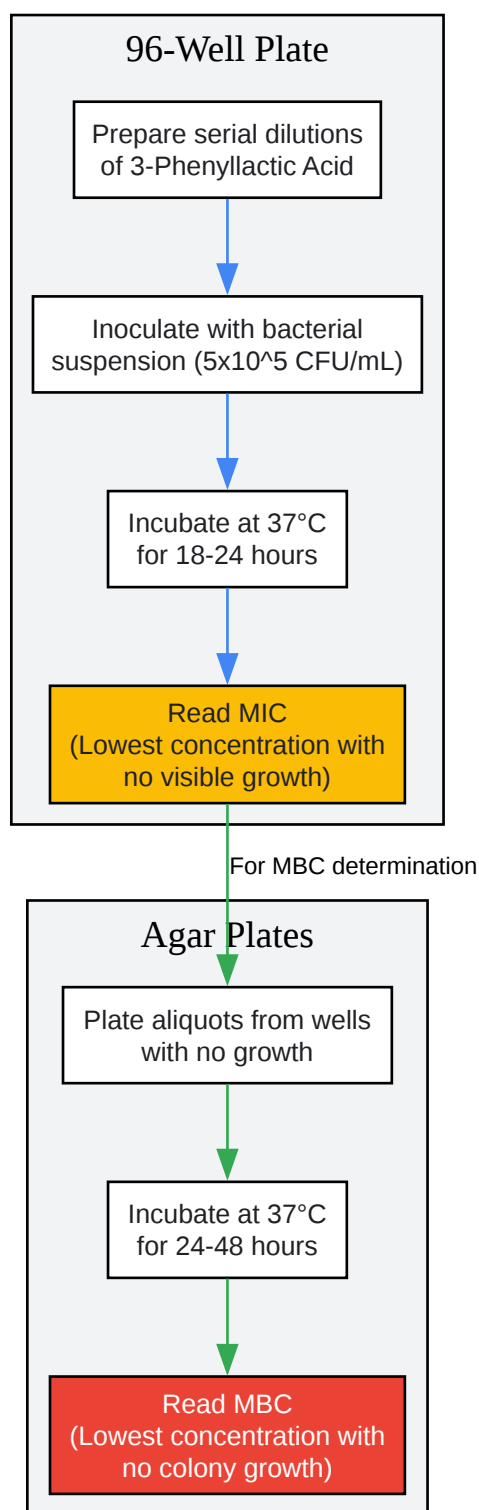 96-Well Plate
Prepare serial dilutions
of 3-Phenyllactic Acid
Inoculate with bacterial
suspension (5x10^5 CFU/mL)
Incubate at 37°C
for 18-24 hours
Read MIC
(Lowest concentration with
no visible growth)
For MBC determination
Agar Plates
Plate aliquots from wells
with no growth
Incubate at 37°C
for 24-48 hours
Read MBC
(Lowest concentration with
no colony growth)